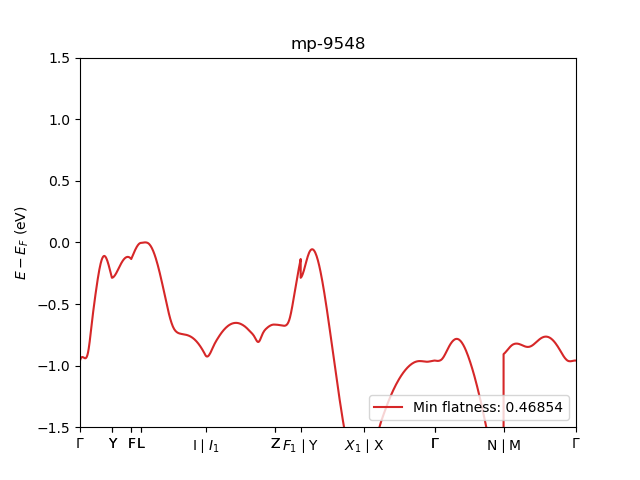 mp-9548
1.5
1.0
0.5
0.0
−0.5
−1.0
−1.5
E − E_F (eV)
Min flatness: 0.46854
Γ Y F L I | I₁ Z F₁ | Y X₁ | X Γ N | M Γ